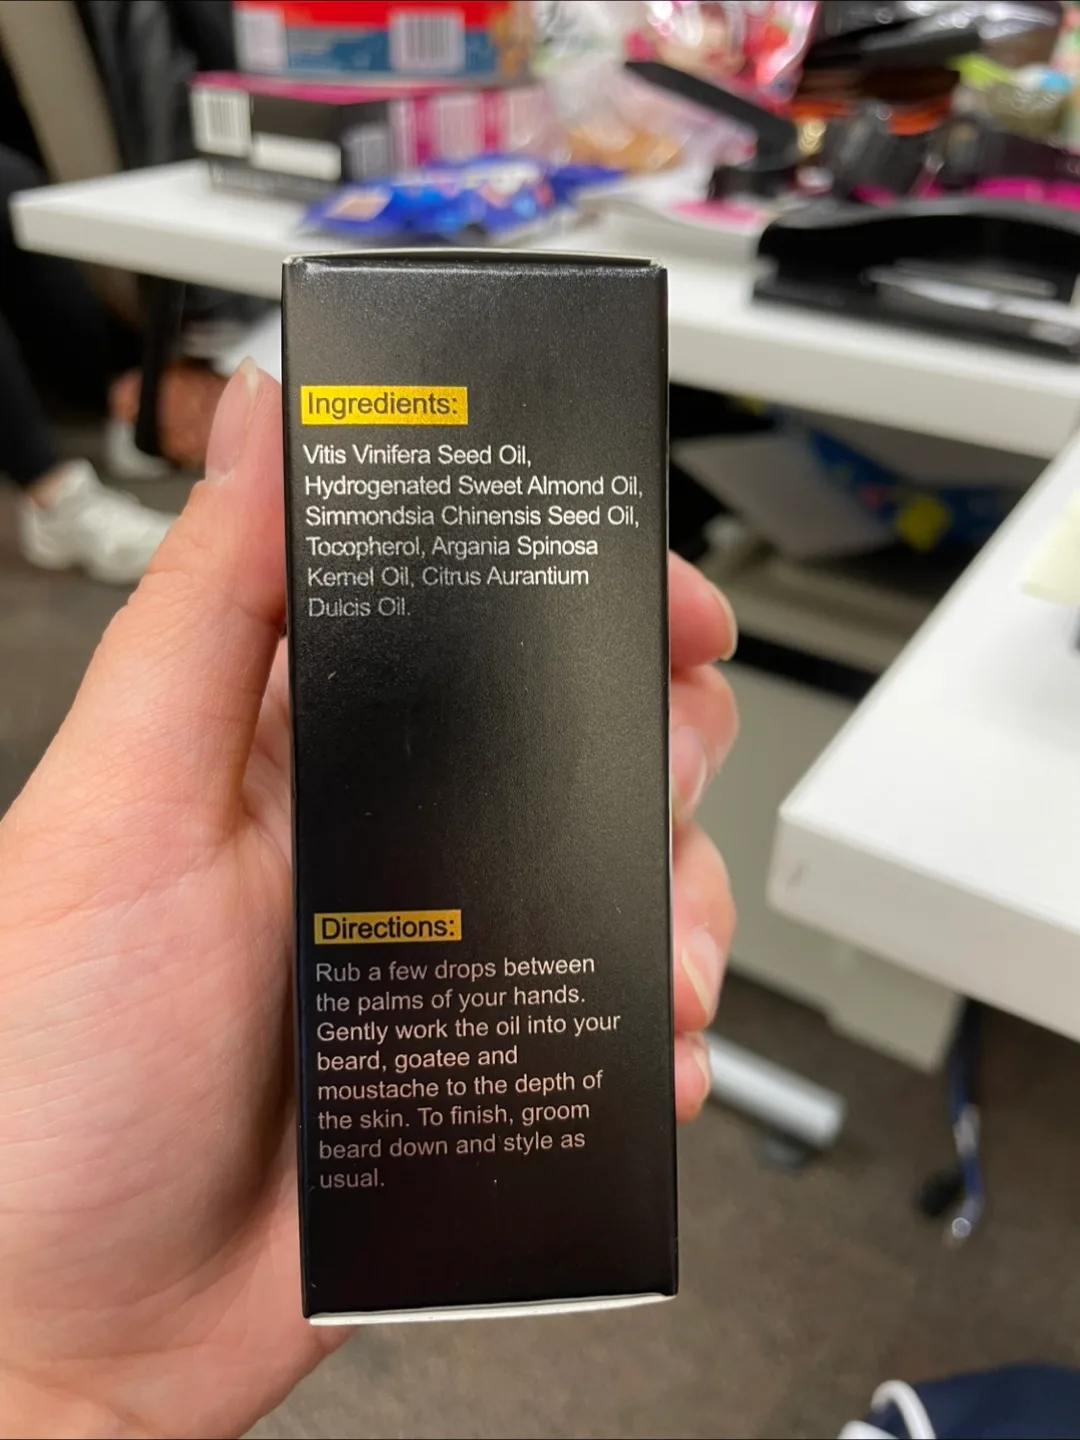 Ingredients:
Vitis Vinifera Seed Oil,
Hydrogenated Sweet Almond Oil,
Simmondsia Chinensis Seed Oil,
Tocopherol, Argania Spinosa
Kernel Oil, Citrus Aurantium
Dulcis Oil.
Directions:
Rub a few drops between
the palms of your hands.
Gently work the oil into your
beard, goatee and
moustache to the depth of
the skin. To finish, groom
beard down and style as
usual.